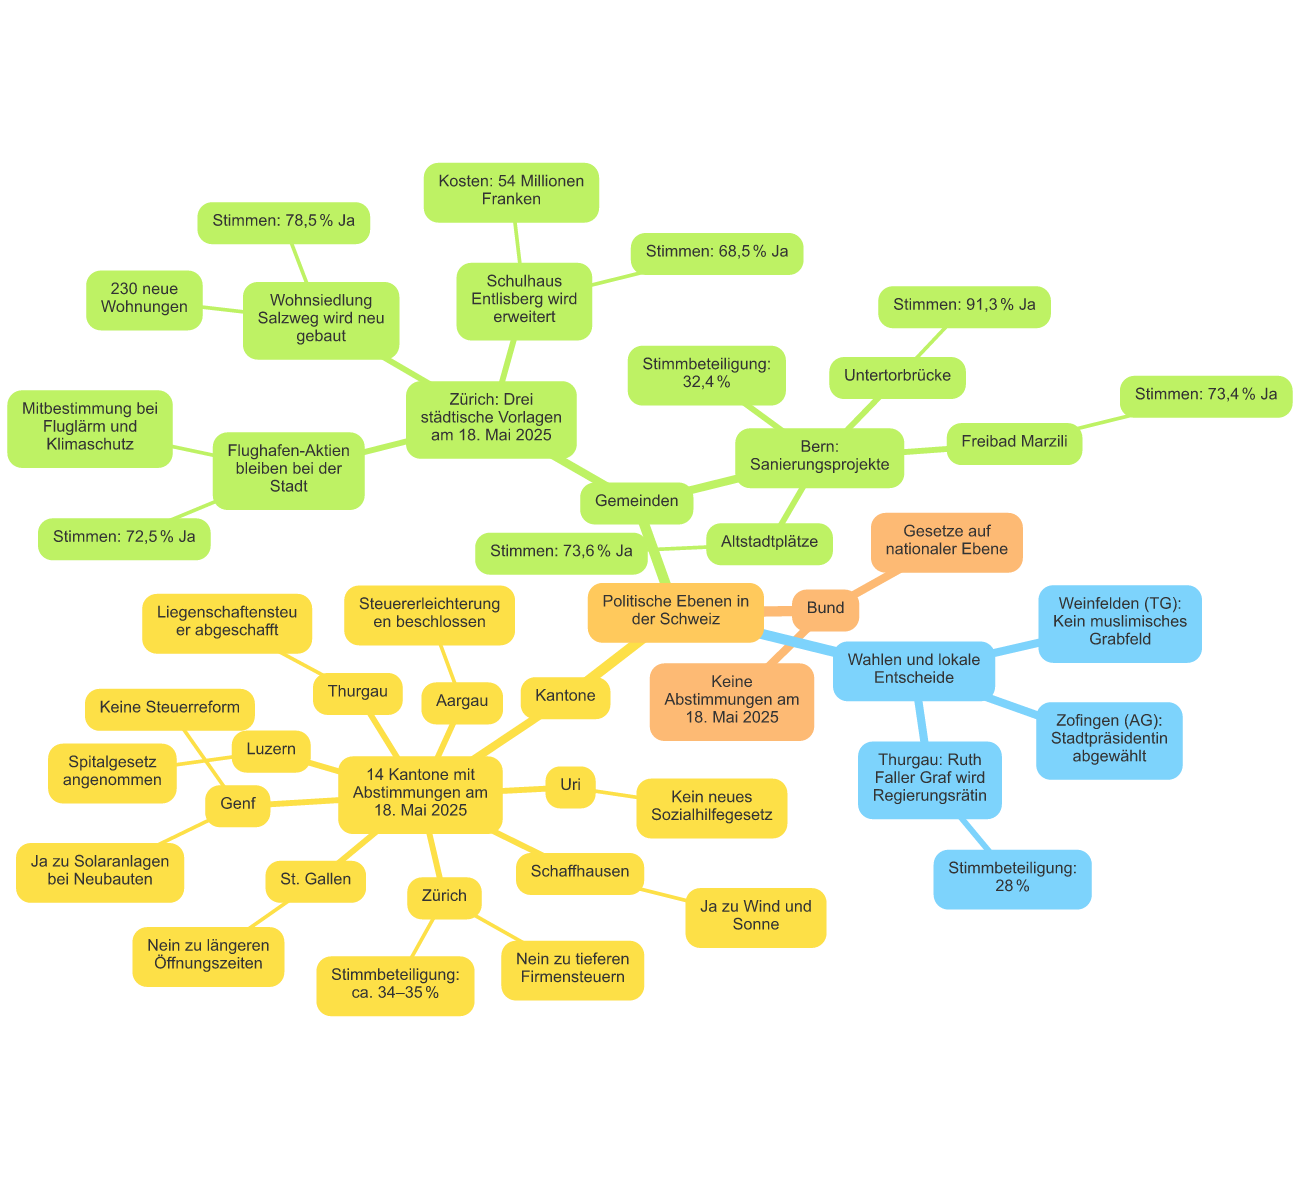 Kosten: 54 Millionen
Franken
Stimmen: 78,5 % Ja
Stimmen: 68,5 % Ja
230 neue
Wohnungen
Wohnsiedlung
Salzweg wird neu
gebaut
Schulhaus
Entlisberg wird
erweitert
Stimmen: 91,3 % Ja
Stimmbeteiligung:
32,4 %
Untertorbrücke
Stimmen: 73,4 % Ja
Mitbestimmung bei
Fluglärm und
Klimaschutz
Zürich: Drei
städtische Vorlagen
am 18. Mai 2025
Flughafen-Aktien
bleiben bei der
Stadt
Bern:
Sanierungsprojekte
Freibad Marzili
Gemeinden
Stimmen: 72,5 % Ja
Stimmen: 73,6 % Ja
Altstadtplätze
Gesetze auf
nationaler Ebene
Liegenschaftensteu
er abgeschafft
Steuererleichterung
en beschlossen
Politische Ebenen in
der Schweiz
Bund
Weinfelden (TG):
Kein muslimisches
Grabfeld
Wahlen und lokale
Entscheide
Thurgau
Aargau
Kantone
Keine
Abstimmungen am
18. Mai 2025
Keine Steuerreform
Luzern
Zofingen (AG):
Stadtpräsidentin
abgewählt
Spitalgesetz
angenommen
Genf
14 Kantone mit
Abstimmungen am
18. Mai 2025
Uri
Kein neues
Sozialhilfegesetz
Thurgau: Ruth
Faller Graf wird
Regierungsrätin
Ja zu Solaranlagen
bei Neubauten
St. Gallen
Zürich
Schaffhausen
Stimmbeteiligung:
28 %
Ja zu Wind und
Sonne
Nein zu längeren
Öffnungszeiten
Stimmbeteiligung:
ca. 34–35 %
Nein zu tieferen
Firmensteuern